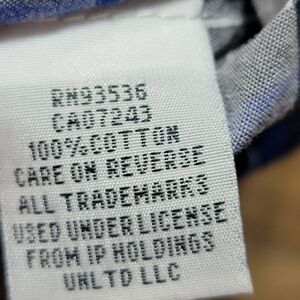 RN93536
CA07243
100%COTTON
CARE ON REVERSE
ALL TRADEMARKS
USED UNDER LICENSE
FROM IP HOLDINGS
UNLTD LLC